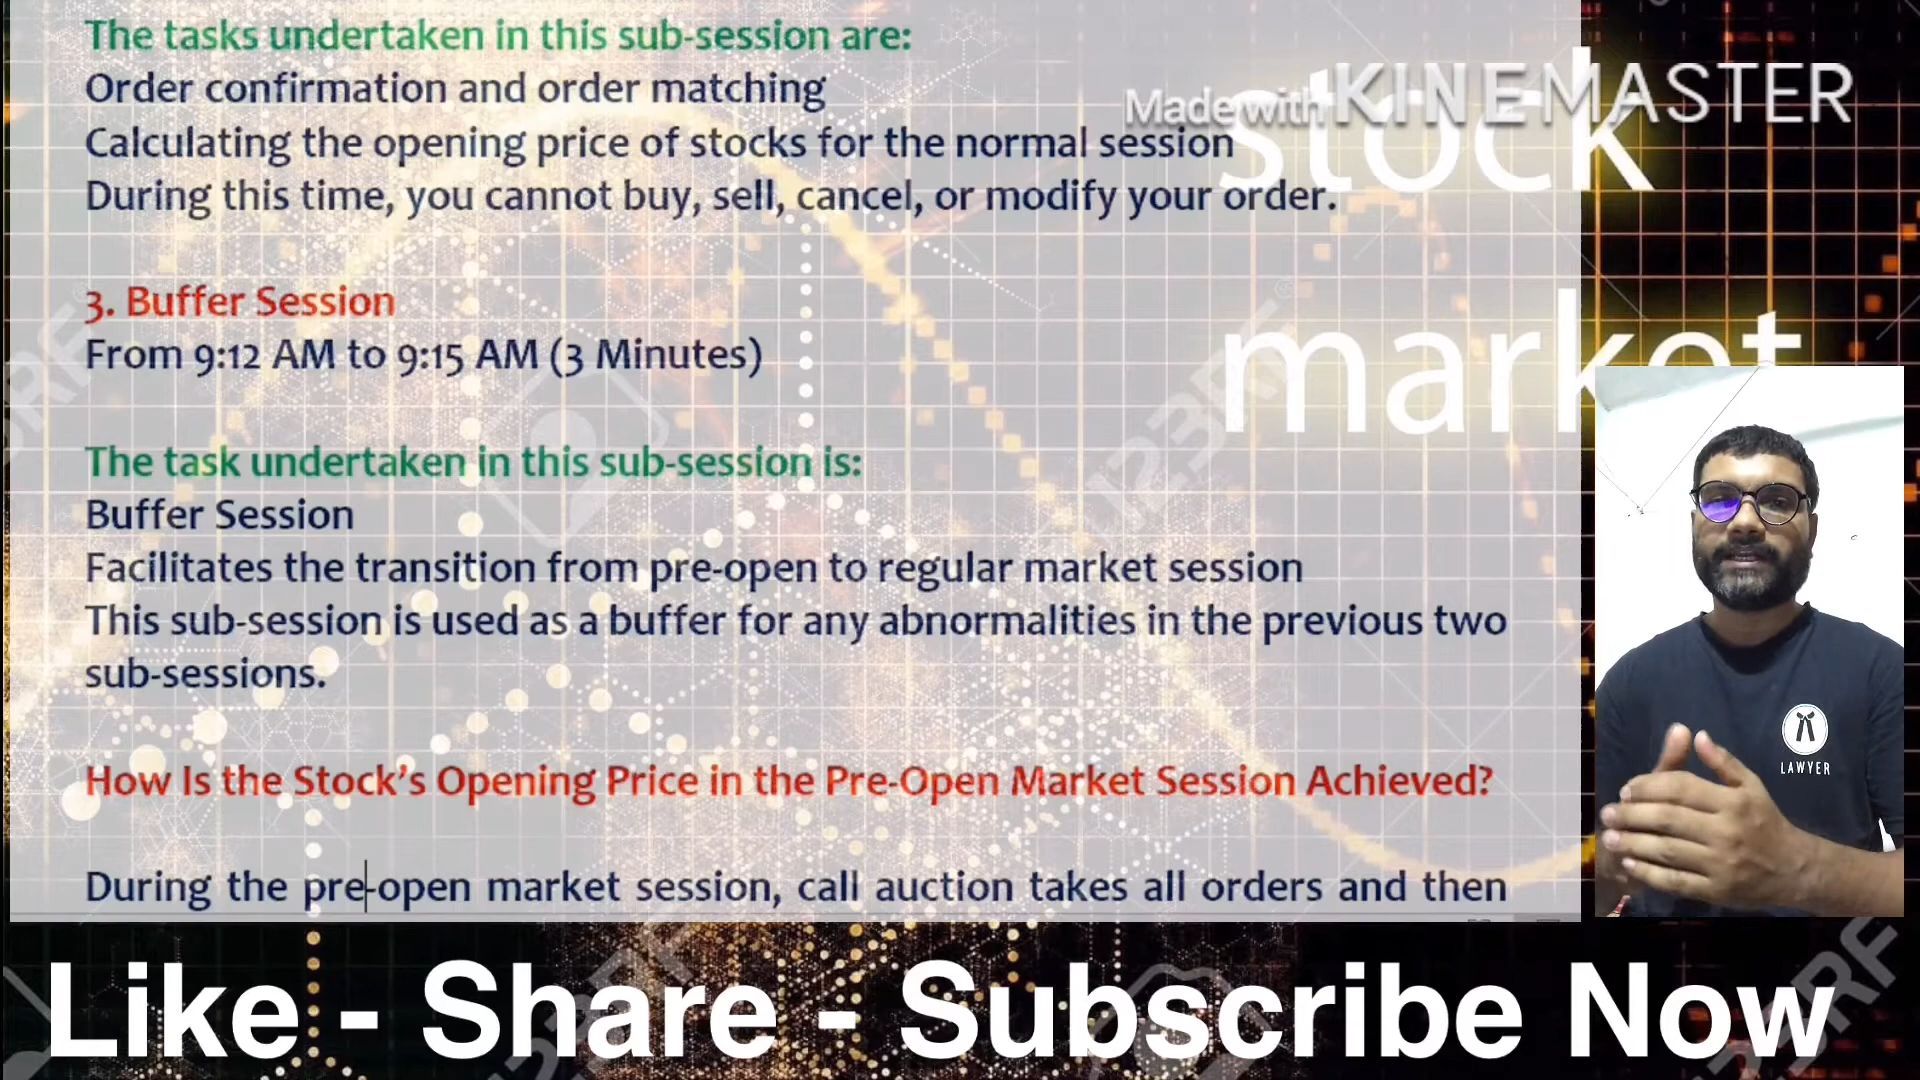 The tasks undertaken in this sub-session are:
Order confirmation and order matching
Calculating the opening price of stocks for the normal session
During this time, you cannot buy, sell, cancel, or modify your order.
3. Buffer Session
From 9:12 AM to 9:15 AM (3 Minutes)
The task undertaken in this sub-session is:
Buffer Session
Facilitates the transition from pre-open to regular market session
This sub-session is used as a buffer for any abnormalities in the previous two
sub-sessions.
How Is the Stock's Opening Price in the Pre-Open Market Session Achieved?
During the pre-open market session, call auction takes all orders and then
Made with KINEMASTER
stock
market
123RF
LAWYER
Like - Share - Subscribe Now
123RF